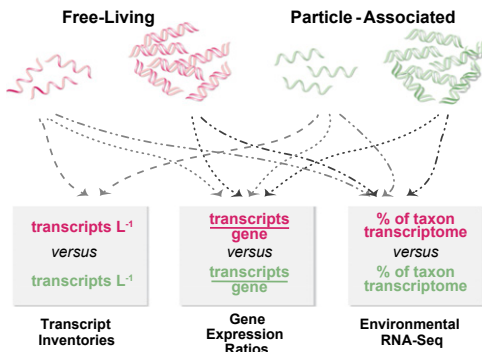 Free-Living
Particle-Associated
transcripts L⁻¹
versus
transcripts L⁻¹
transcripts
gene
versus
transcripts
gene
% of taxon
transcriptome
versus
% of taxon
transcriptome
Transcript
Inventories
Gene
Expression
Ratios
Environmental
RNA-Seq